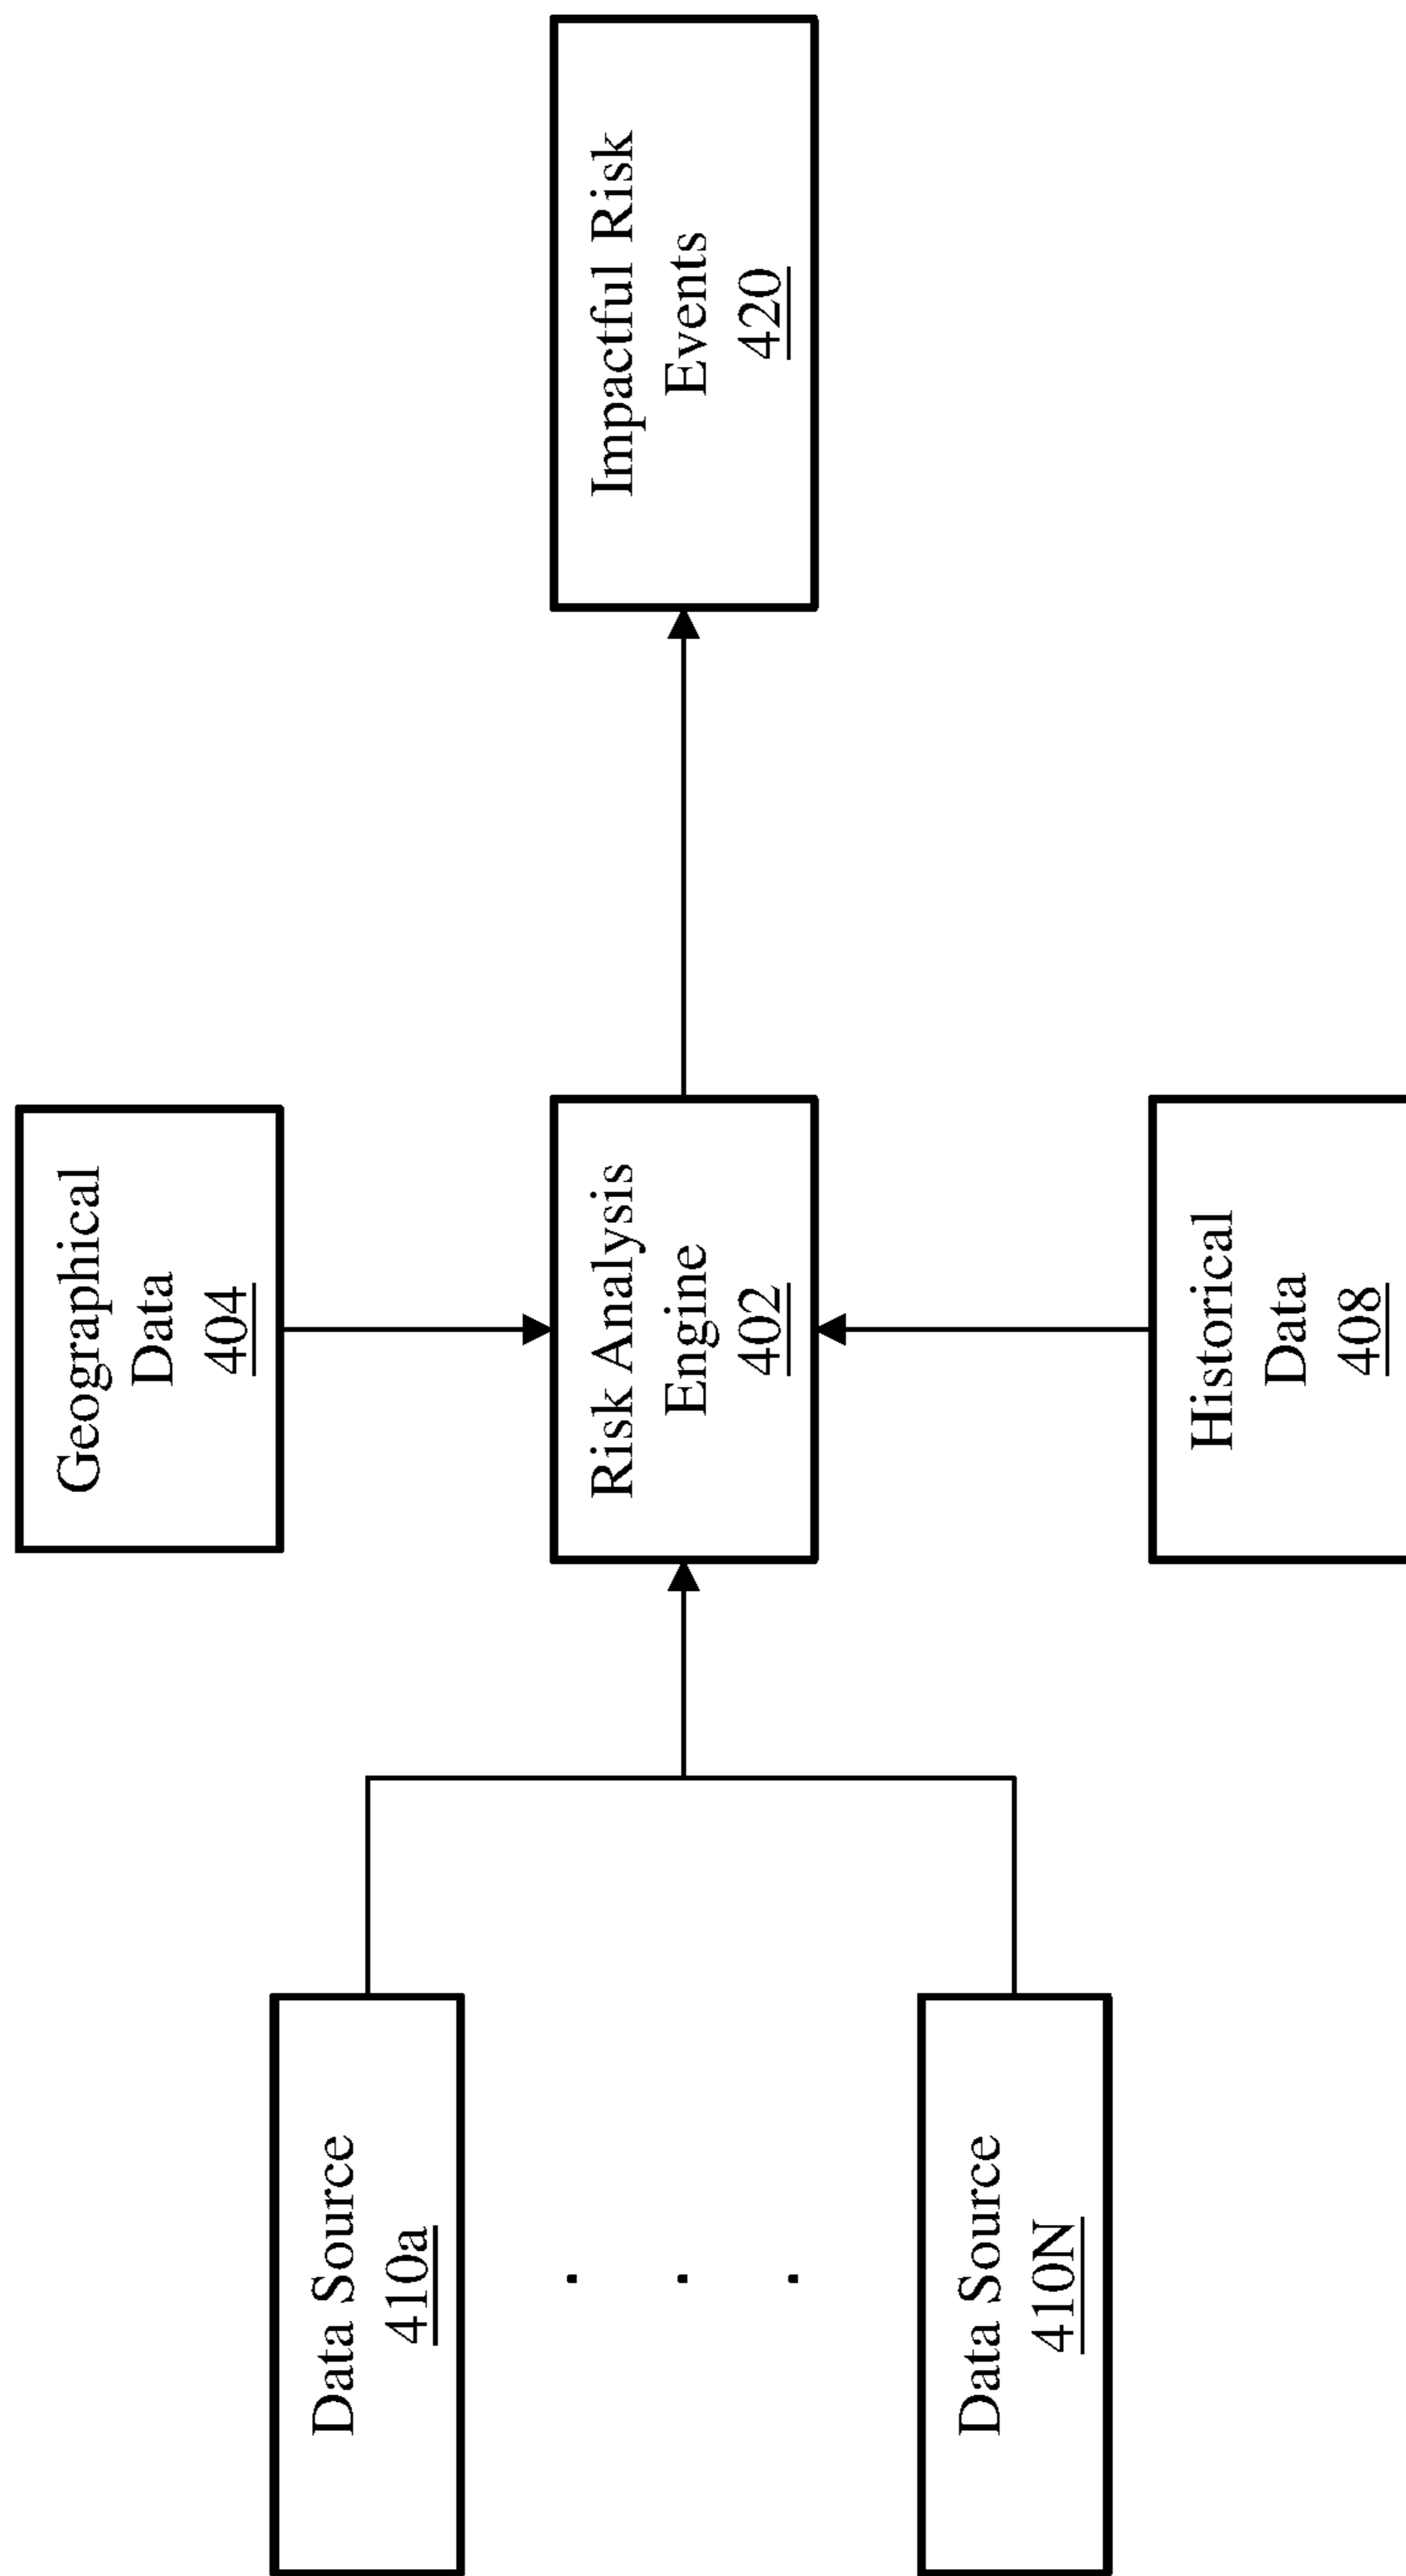 Geographical
Data
404
Data Source
410a
Risk Analysis
Engine
402
Impactful Risk
Events
420
. . .
Data Source
410N
Historical
Data
408